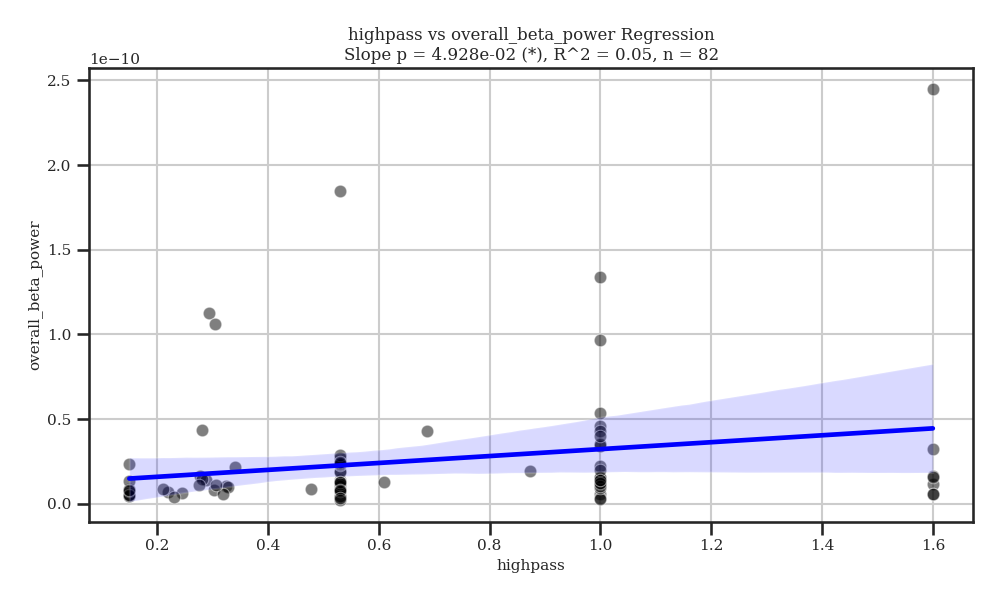 highpass vs overall_beta_power Regression
Slope p = 4.928e-02 (*), R^2 = 0.05, n = 82
1e−10
2.5
2.0
1.5
1.0
0.5
0.0
overall_beta_power
0.2 0.4 0.6 0.8 1.0 1.2 1.4 1.6
highpass